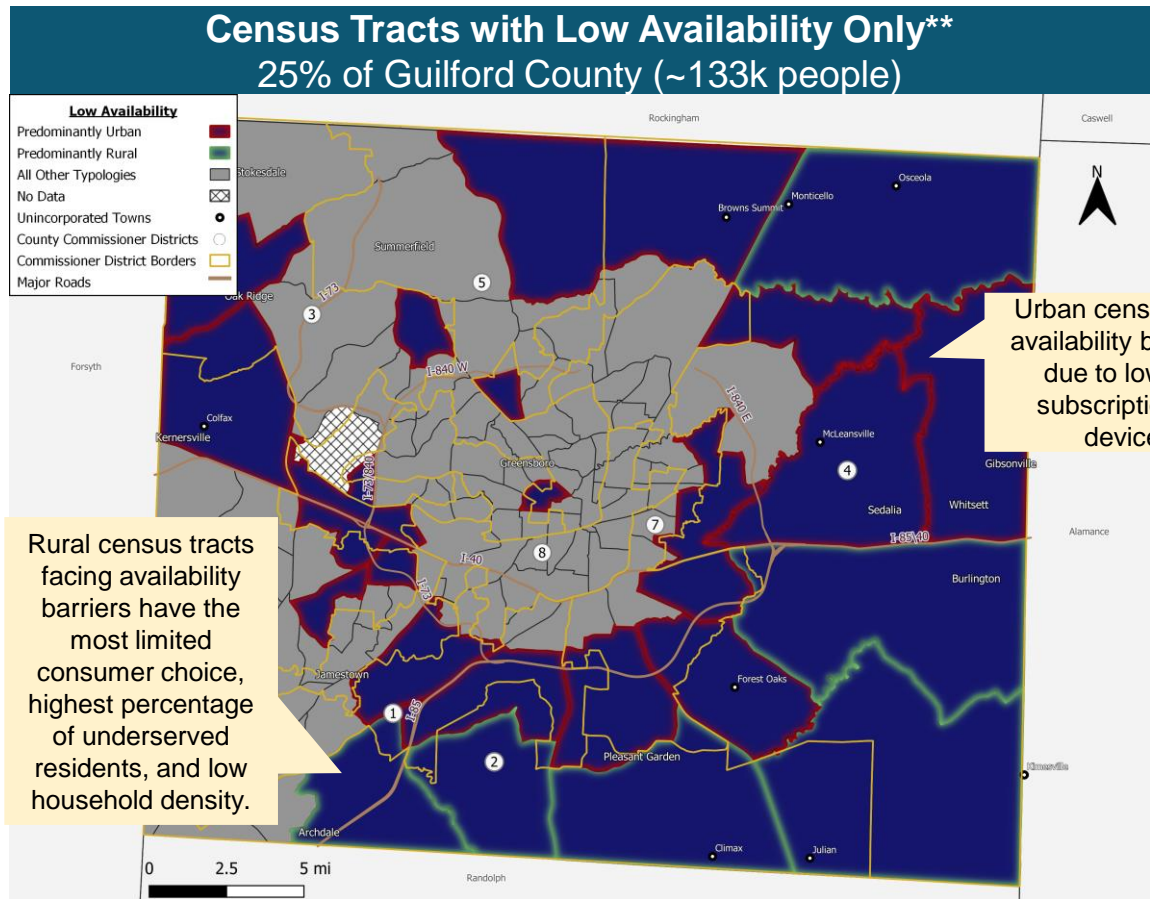 Census Tracts with Low Availability Only**
25% of Guilford County (~133k people)
Low Availability
Predominantly Urban
Predominantly Rural
All Other Typologies
No Data
Unincorporated Towns
County Commissioner Districts
Commissioner District Borders
Major Roads
Rockingham
Caswell
N
Stokesdale
Osceola
Monticello
Browns Summit
Summerfield
5
Oak Ridge
I-73
3
Urban cens
availability b
due to lov
subscripti
device
Forsyth
I-840 W
I-840 E
Colfax
Kernersville
McLeansville
Greensboro
4
Gibsonville
I-73/840
Sedalia
Whitsett
7
Alamance
8
I-40
I-85\40
Burlington
I-73
Rural census tracts
facing availability
barriers have the
most limited
consumer choice,
highest percentage
of underserved
residents, and low
household density.
Jamestown
Forest Oaks
1
I-85
2
Pleasant Garden
Kimesville
Archdale
Climax
Julian
0 2.5 5 mi
Randolph